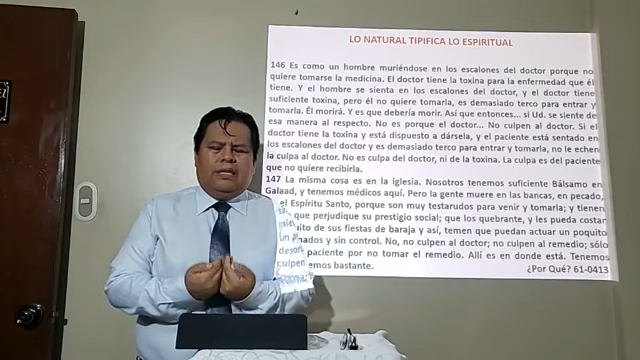 LO NATURAL TIPIFICA LO ESPIRITUAL
146 Es como un hombre muriéndose en los escalones del doctor porque no
quiere tomarse la medicina. El doctor tiene la toxina para la enfermedad que él
tiene. Y el hombre se sienta en los escalones del doctor, y el doctor tiene
suficiente toxina, pero él no quiere tomarla, es demasiado terco para entrar y
tomarla. Él morirá. Y es que debería morir. Así que entonces... si Ud. se siente de
esa manera al respecto. No es porque el doctor... No culpen al doctor. Si el
doctor tiene la toxina y está dispuesto a dársela, y el paciente está sentado en
los escalones del doctor y es demasiado terco para entrar y tomarla, no le echen
la culpa al doctor. No es culpa del doctor, ni de la toxina. La culpa es del paciente
que no quiere recibirla.
147 La misma cosa es en la iglesia. Nosotros tenemos suficiente Bálsamo en
Galaad, y tenemos médicos aquí. Pero la gente muere en las bancas, en pecado,
el Espíritu Santo, porque son muy testarudos para venir y tomarla; y tienen
que perjudique su prestigio social; que los quebrante, y les pueda costar
de sus fiestas de baraja y así, temen que puedan actuar un poquito
y sin control. No, no culpen al doctor; no culpen al remedio; sólo
paciente por no tomar el remedio. Allí es en donde está. Tenemos
bastante.
¿Por Qué? 61-0413